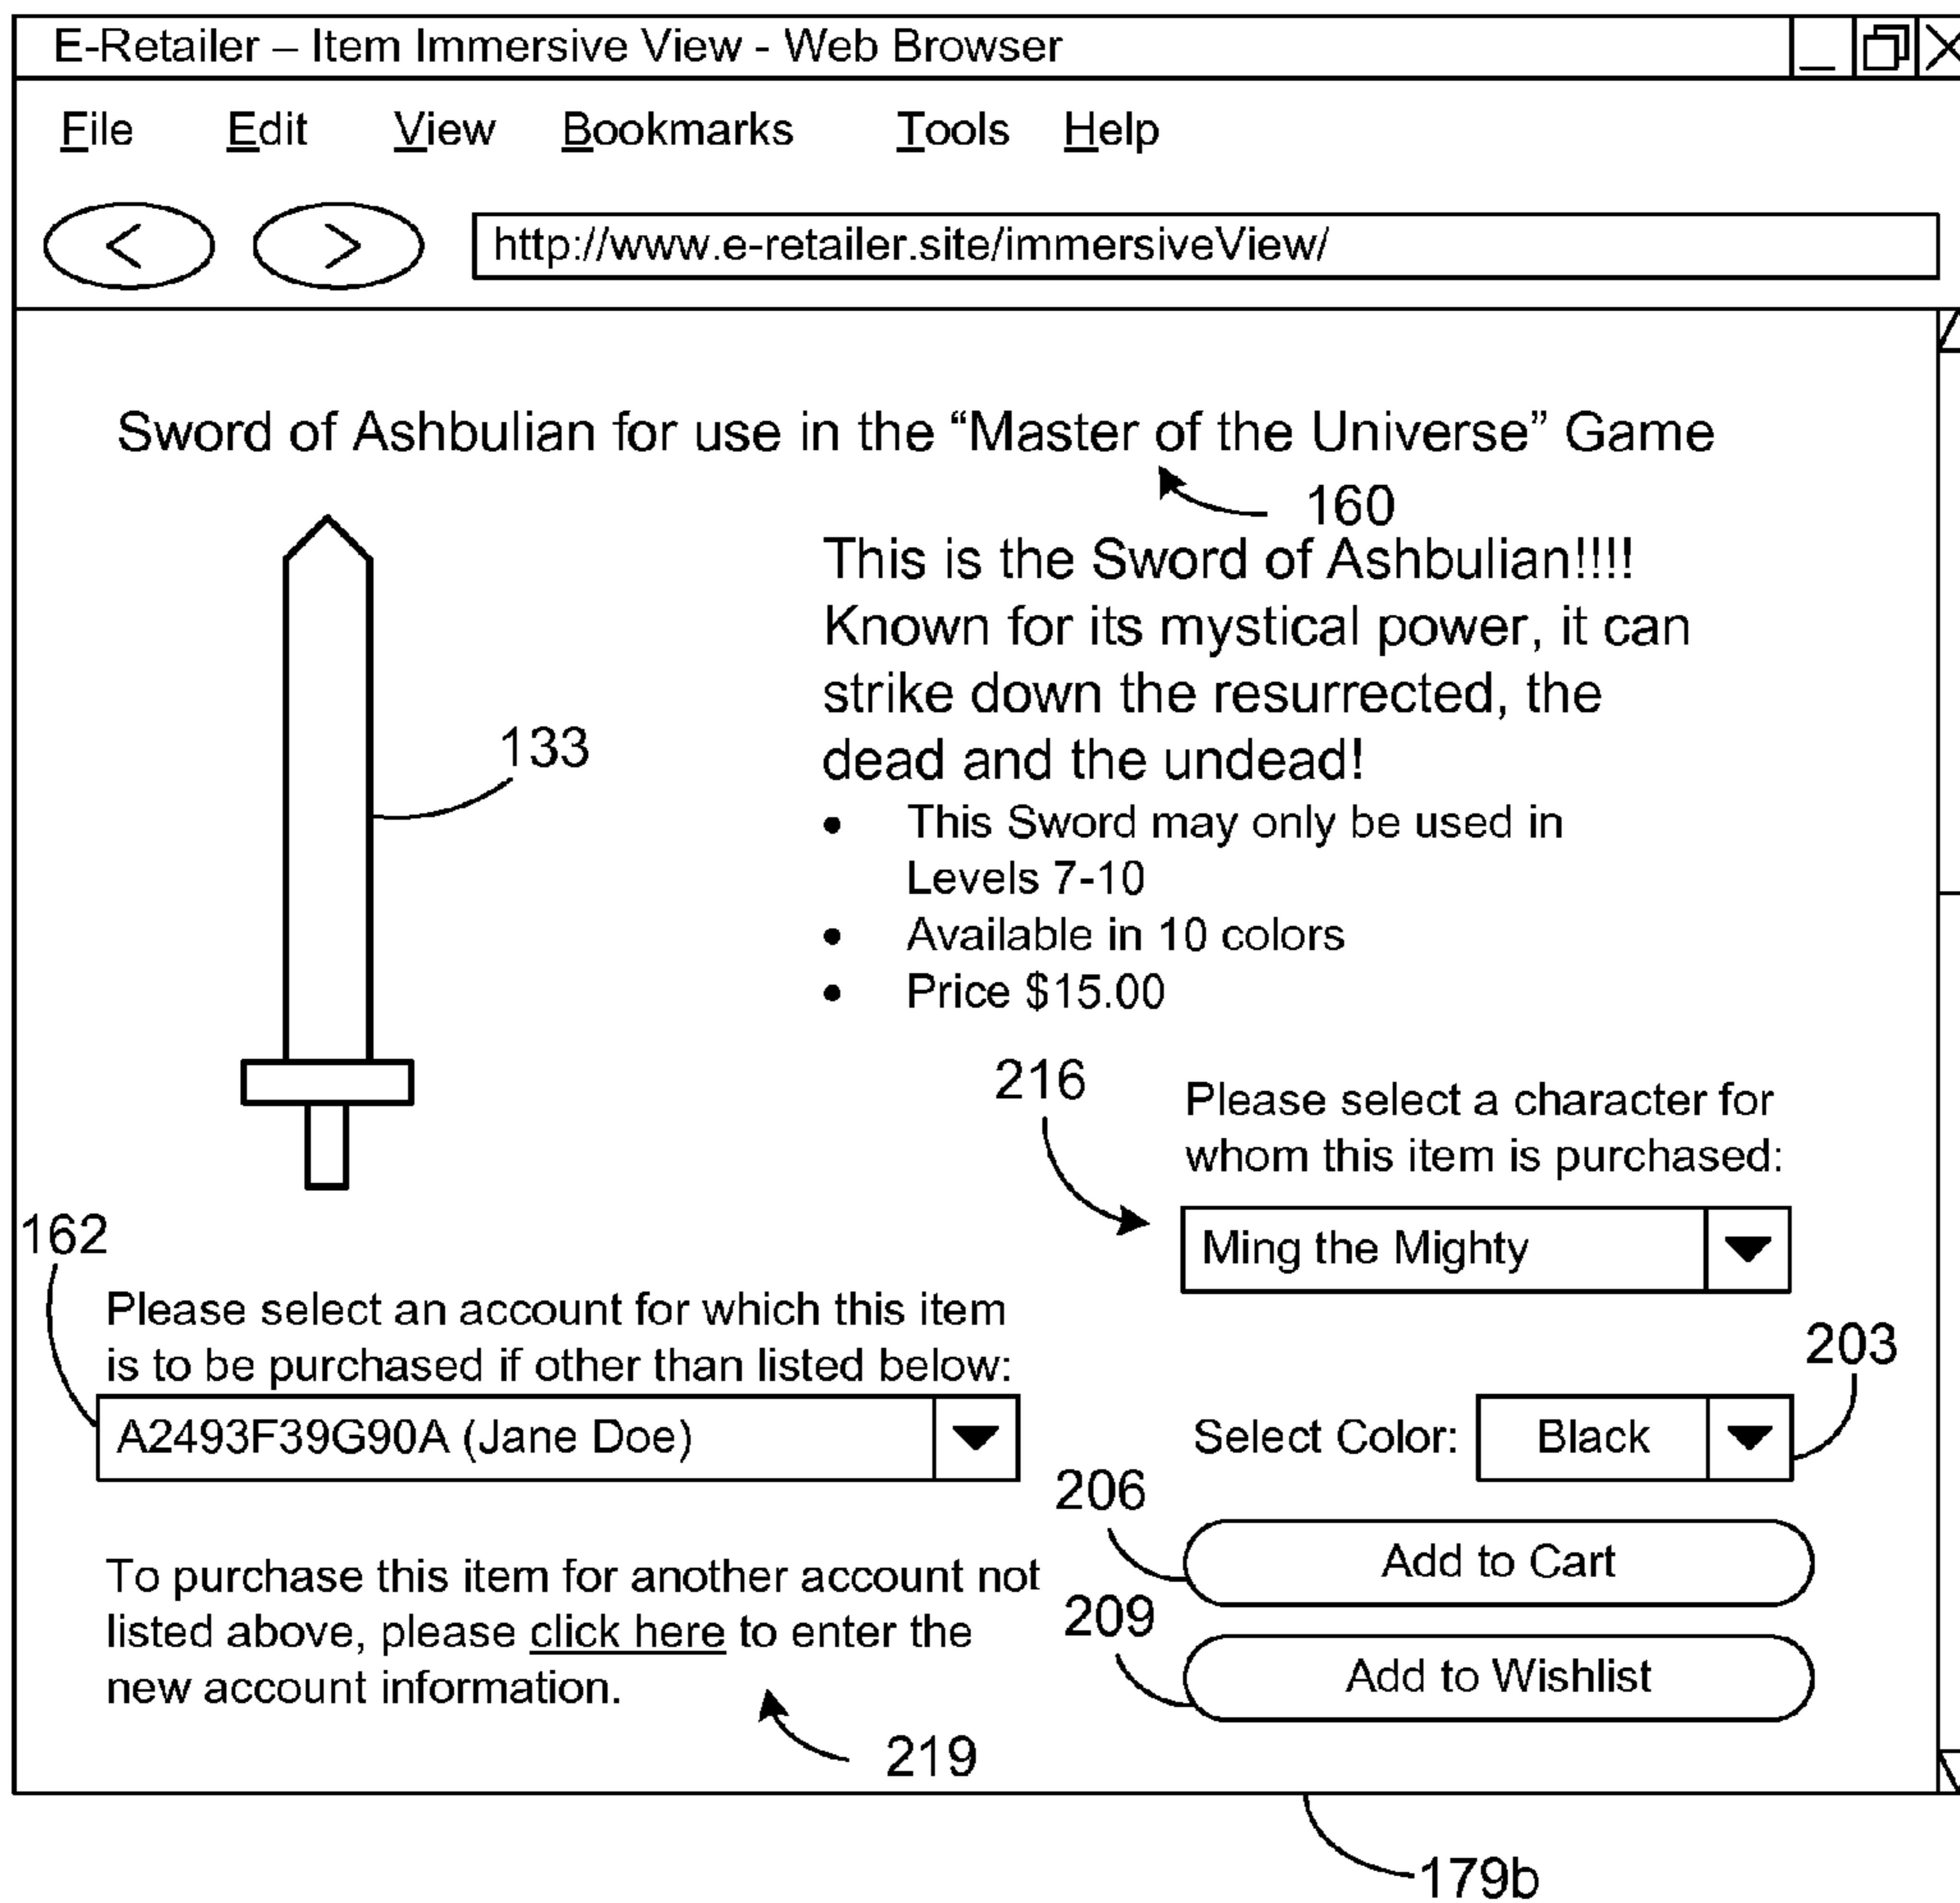 E-Retailer – Item Immersive View - Web Browser
File Edit View Bookmarks Tools Help
< > http://www.e-retailer.site/immersiveView/
Sword of Ashbulian for use in the “Master of the Universe” Game
160
This is the Sword of Ashbulian!!!!
Known for its mystical power, it can
strike down the resurrected, the
dead and the undead!
133
• This Sword may only be used in
Levels 7-10
• Available in 10 colors
• Price $15.00
216
Please select a character for
whom this item is purchased:
Ming the Mighty
162
Please select an account for which this item
is to be purchased if other than listed below:
A2493F39G90A (Jane Doe)
203
Select Color: Black
206
Add to Cart
To purchase this item for another account not
listed above, please click here to enter the
new account information.
209
Add to Wishlist
219
179b